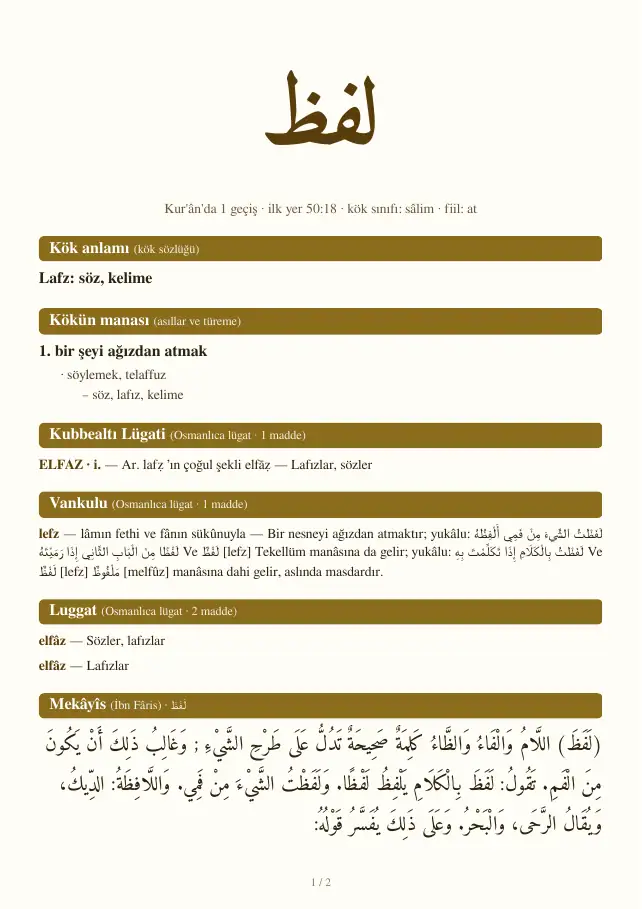 لفظ
Kur'ân'da 1 geçiş · ilk yer 50:18 · kök sınıfı: sâlim · fiil: at
Kök anlamı (kök sözlüğü)
Lafz: söz, kelime
Kökün manası (asıllar ve türeme)
1. bir şeyi ağızdan atmak
· söylemek, telaffuz
– söz, lafız, kelime
Kubbealtı Lügati (Osmanlıca lügat · 1 madde)
ELFAZ · i. — Ar. lafẓ 'ın çoğul şekli elfāẓ — Lafızlar, sözler
Vankulu (Osmanlıca lügat · 1 madde)
lefz — lâmın fethi ve fânın sükûnuyla — Bir nesneyi ağızdan atmaktır; yukâlu: لَفَظْتُ الشَّيْءَ مِنْ فَمِي أَلْفِظُهُ
لَفْظًا مِنَ الْبَابِ الثَّانِي إِذَا رَمَيْتَهُ Ve لَفْظٌ [lefz] Tekellüm manâsına da gelir; yukâlu: لَفَظْتُ بِالْكَلَامِ إِذَا تَكَلَّمْتَ بِهِ Ve
لَفْظٌ [lefz] مَلْفُوظٌ [melfûz] manâsına dahi gelir, aslında masdardır.
Luggat (Osmanlıca lügat · 2 madde)
elfâz — Sözler, lafızlar
elfâz — Lafızlar
Mekâyîs (İbn Fâris) · لَفَظَ
(لَفَظَ) اللَّامُ وَالْفَاءُ وَالظَّاءُ كَلِمَةٌ صَحِيحَةٌ تَدُلُّ عَلَى طَرْحِ الشَّيْءِ ; وَغَالِبُ ذَلِكَ أَنْ يَكُونَ
مِنَ الْفَمِ. تَقُولُ: لَفَظَ بِالْكَلَامِ يَلْفِظُ لَفْظًا. وَلَفَظْتُ الشَّيْءَ مِنْ فَمِي. وَاللَّافِظَةُ: الدِّيكُ،
وَيُقَالُ الرَّحَى، وَالْبَحْرُ. وَعَلَى ذَلِكَ يُفَسَّرُ قَوْلُهُ:
1 / 2